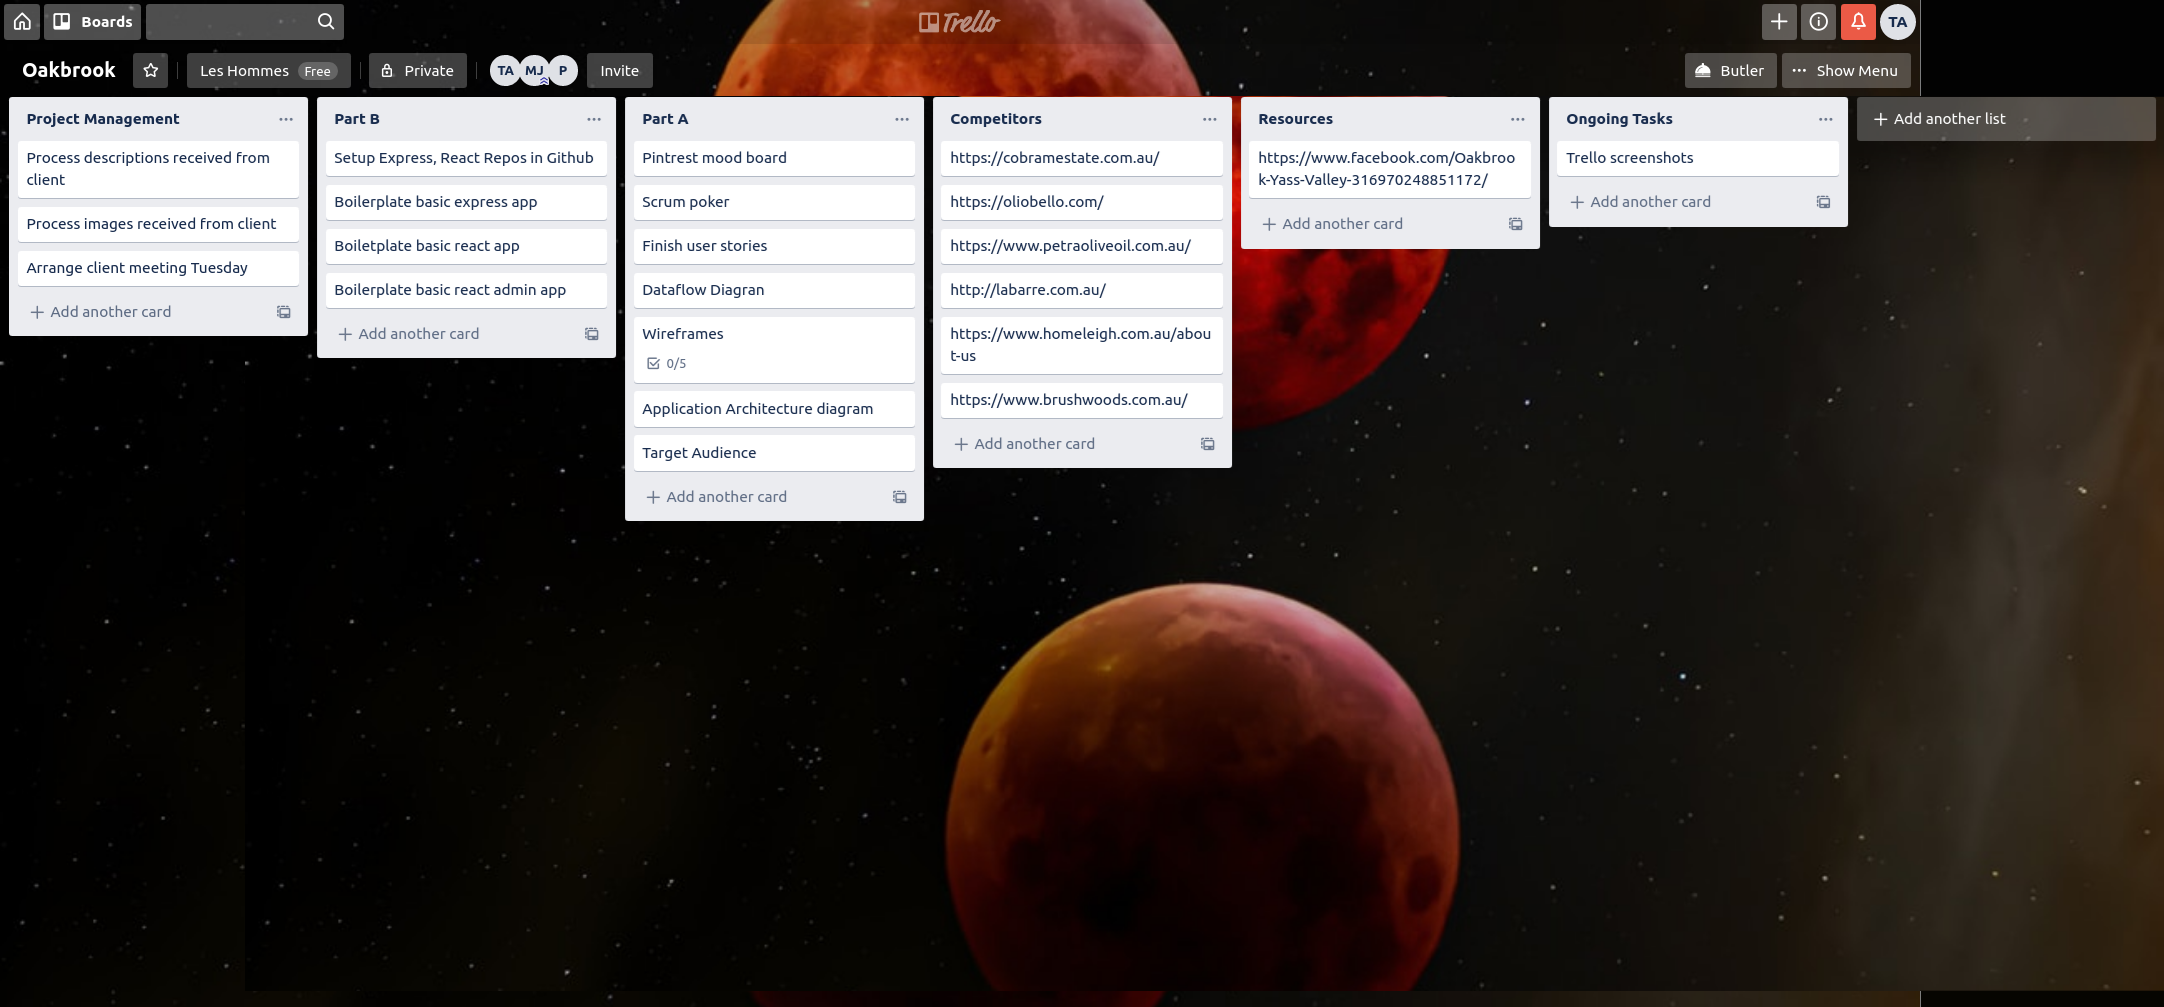 Boards
Trello
TA
Oakbrook
Les Hommes Free
Private
TA MJ P
Invite
Butler
Show Menu
Project Management
Process descriptions received from
client
Process images received from client
Arrange client meeting Tuesday
Add another card
Part B
Setup Express, React Repos in Github
Boilerplate basic express app
Boiletplate basic react app
Boilerplate basic react admin app
Add another card
Part A
Pintrest mood board
Scrum poker
Finish user stories
Dataflow Diagran
Wireframes
0/5
Application Architecture diagram
Target Audience
Add another card
Competitors
https://cobramestate.com.au/
https://oliobello.com/
https://www.petraoliveoil.com.au/
http://labarre.com.au/
https://www.homeleigh.com.au/abou
t-us
https://www.brushwoods.com.au/
Add another card
Resources
https://www.facebook.com/Oakbroo
k-Yass-Valley-316970248851172/
Add another card
Ongoing Tasks
Trello screenshots
Add another card
Add another list